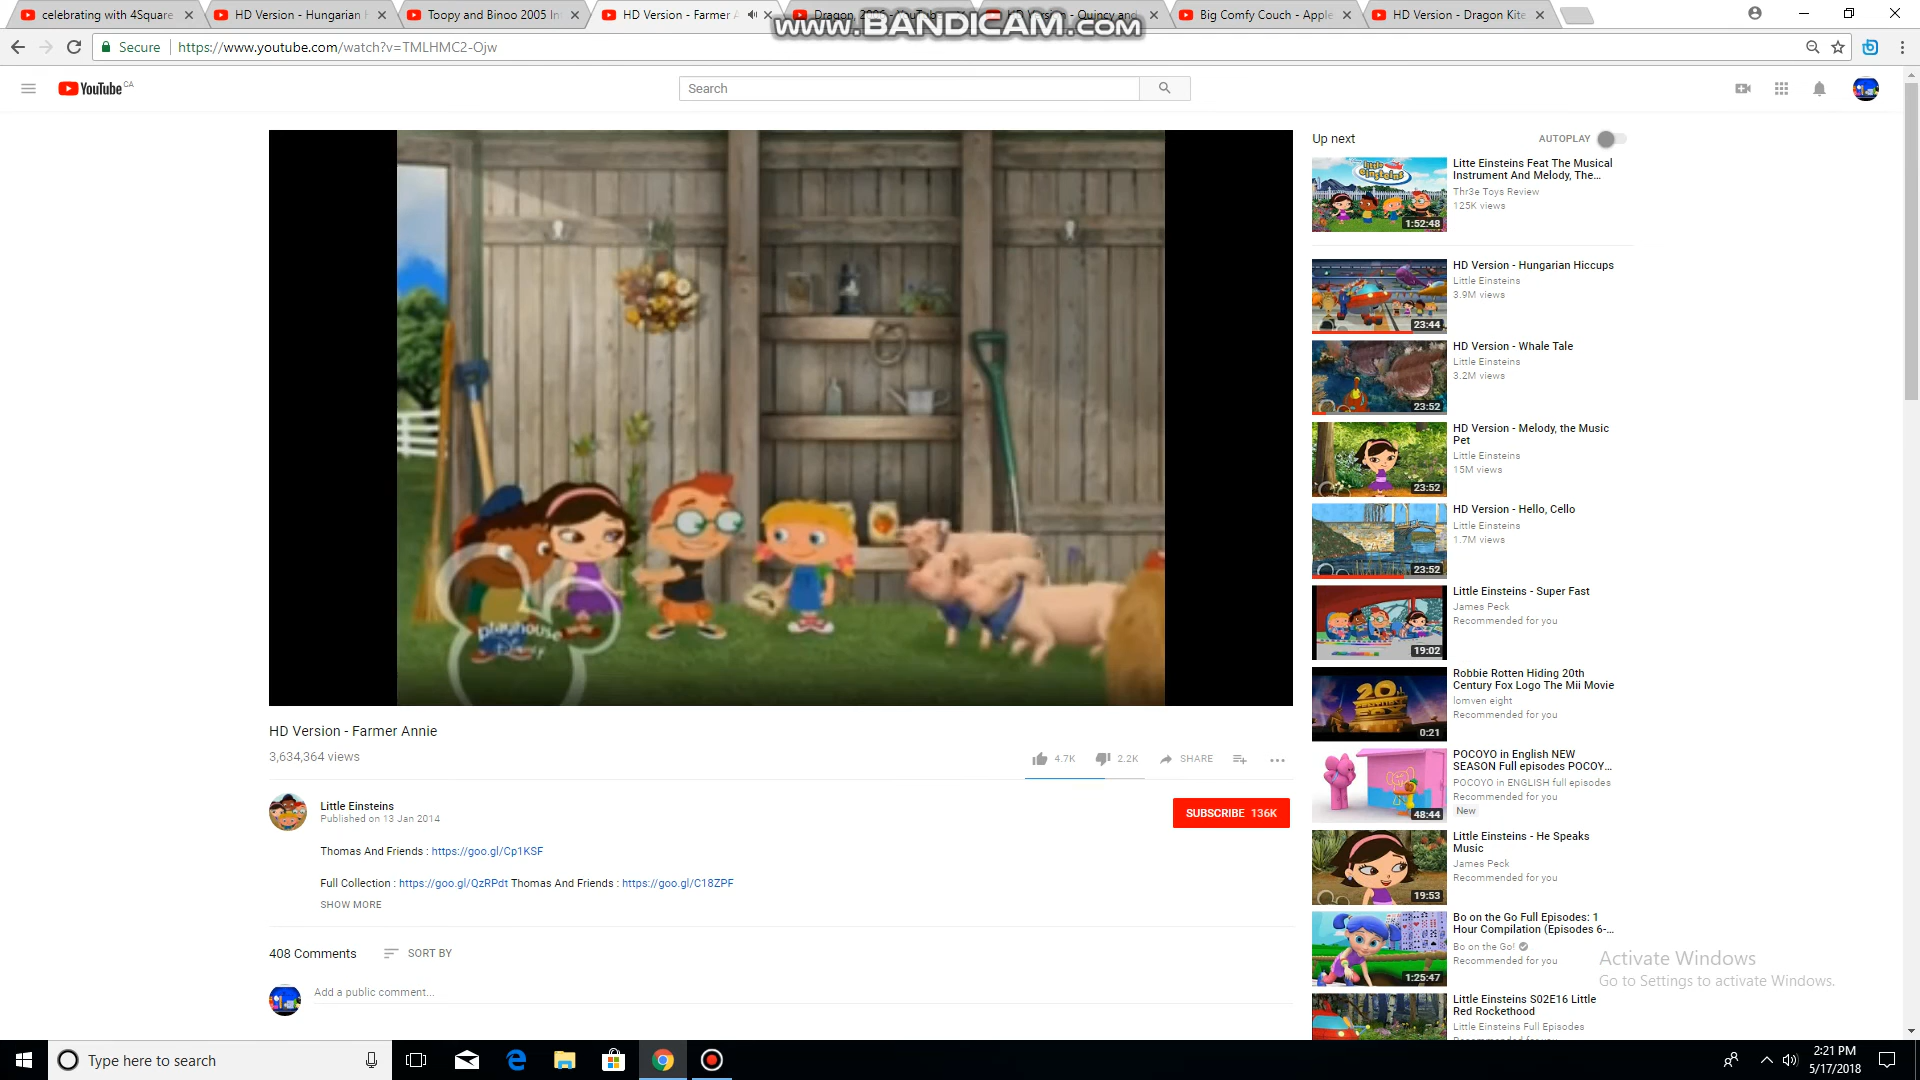 celebrating with 4Square
HD Version - Hungarian H
Toopy and Binoo 2005 In
HD Version - Farmer A
Dragon, 2006 - YouTube
HD Version - Quincy and
Big Comfy Couch - Apple
HD Version - Dragon Kite
www.BANDICAM.com
Secure
https://www.youtube.com/watch?v=TMLHMC2-Ojw
YouTube CA
Search
Up next
AUTOPLAY
Litte Einsteins Feat The Musical
Instrument And Melody, The...
Thr3e Toys Review
125K views
little einsteins
1:52:48
HD Version - Hungarian Hiccups
Little Einsteins
3.9M views
23:44
HD Version - Whale Tale
Little Einsteins
3.2M views
23:52
HD Version - Melody, the Music
Pet
Little Einsteins
15M views
23:52
HD Version - Hello, Cello
Little Einsteins
1.7M views
23:52
Little Einsteins - Super Fast
James Peck
Recommended for you
19:02
Robbie Rotten Hiding 20th
Century Fox Logo The Mii Movie
lomven eight
Recommended for you
20th
0:21
POCOYO in English NEW
SEASON Full episodes POCOY...
POCOYO in ENGLISH full episodes
Recommended for you
New
48:44
Little Einsteins - He Speaks
Music
James Peck
Recommended for you
19:53
Bo on the Go Full Episodes: 1
Hour Compilation (Episodes 6-...
Bo on the Go!
Recommended for you
1:25:47
Little Einsteins S02E16 Little
Red Rockethood
Little Einsteins Full Episodes
playhouse
Disney
HD Version - Farmer Annie
3,634,364 views
4.7K
2.2K
SHARE
Little Einsteins
Published on 13 Jan 2014
SUBSCRIBE 136K
Thomas And Friends : https://goo.gl/Cp1KSF
Full Collection : https://goo.gl/QzRPdt Thomas And Friends : https://goo.gl/C18ZPF
SHOW MORE
408 Comments
SORT BY
Add a public comment...
Activate Windows
Go to Settings to activate Windows.
Type here to search
2:21 PM
5/17/2018